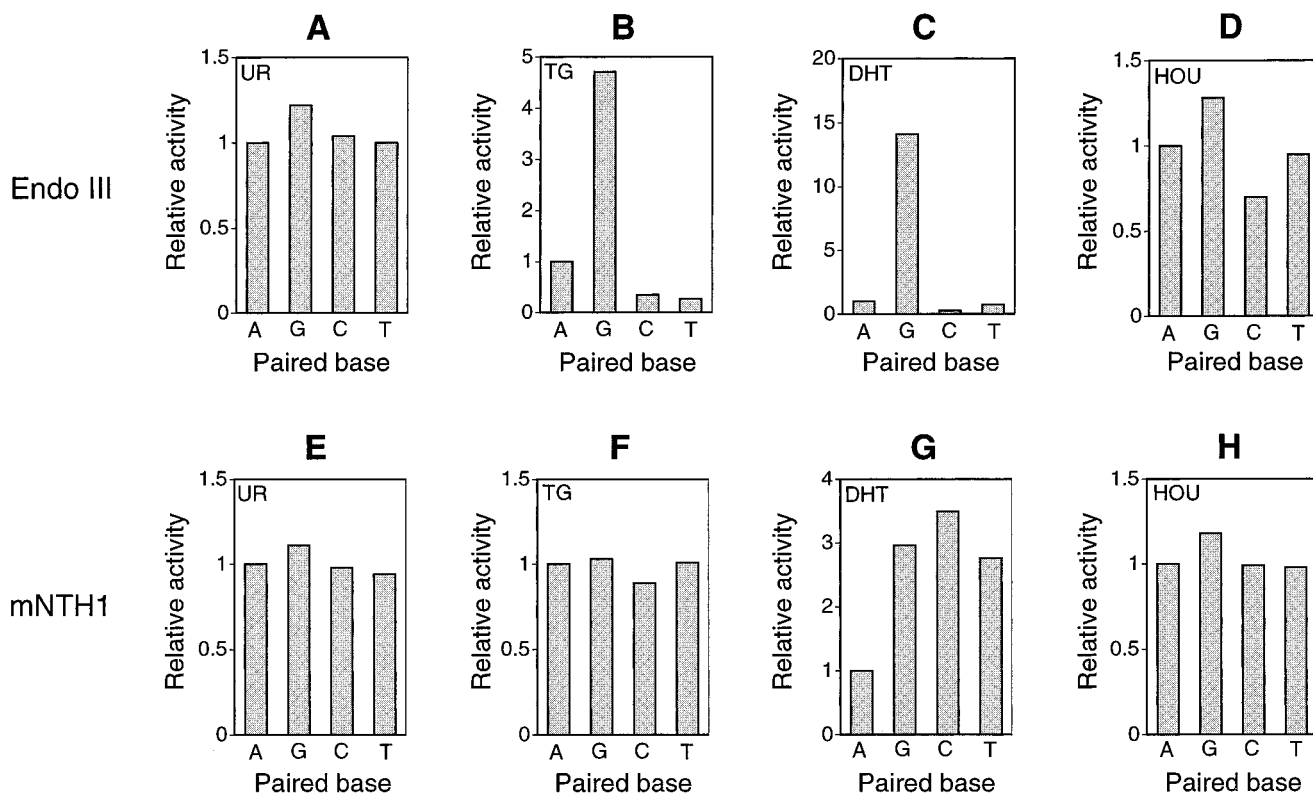 A
B
C
D
Endo III
Relative activity
1.5
1
0.5
0
UR
A G C T
Paired base
Relative activity
5
4
3
2
1
0
TG
A G C T
Paired base
Relative activity
20
15
10
5
0
DHT
A G C T
Paired base
Relative activity
1.5
1
0.5
0
HOU
A G C T
Paired base
E
F
G
H
mNTH1
Relative activity
1.5
1
0.5
0
UR
A G C T
Paired base
Relative activity
1.5
1
0.5
0
TG
A G C T
Paired base
Relative activity
4
3
2
1
0
DHT
A G C T
Paired base
Relative activity
1.5
1
0.5
0
HOU
A G C T
Paired base